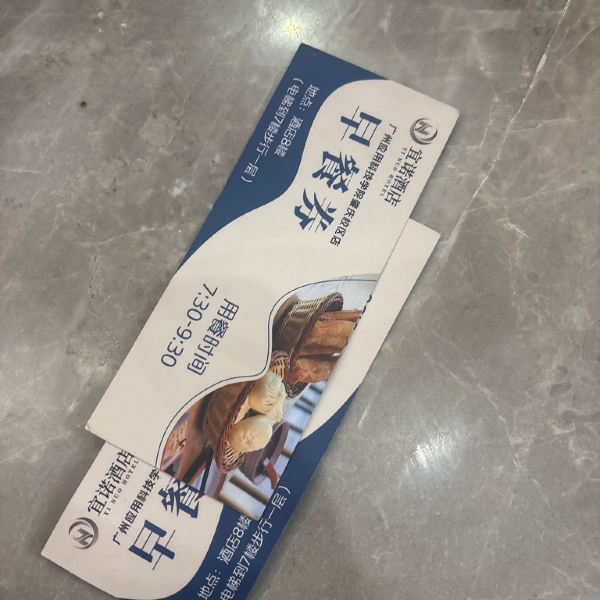 宜诺酒店
YI NUO HOTEL
广州应用科技学院肇庆校区店
早餐券
地点：酒店8楼
（电梯到7楼步行一层）
用餐时间
7:30-9:30
宜诺酒店
YI NUO HOTEL
广州应用科技学
早餐
地点：酒店8楼
电梯到7楼步行一层）